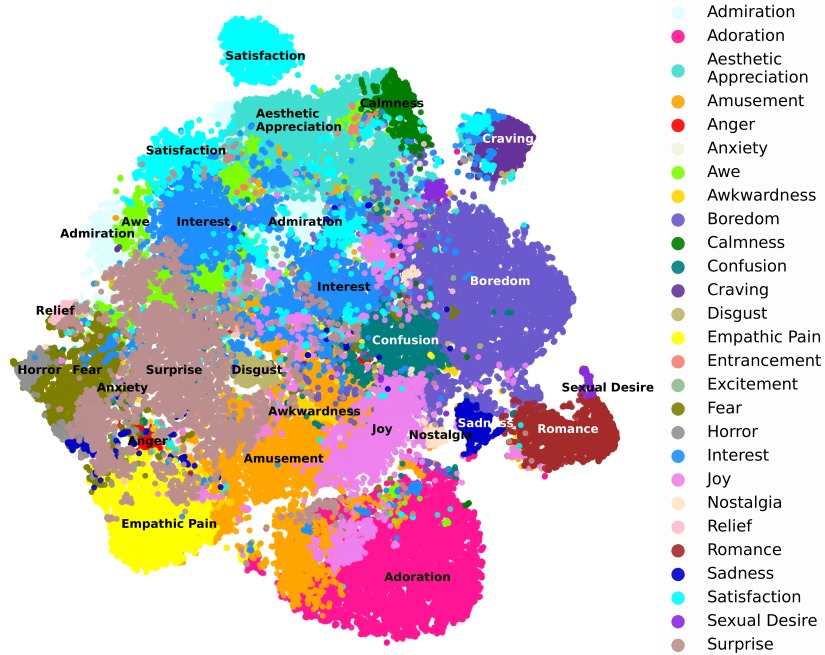 Satisfaction
Calmness
Aesthetic
Appreciation
Craving
Satisfaction
Awe
Interest
Admiration
Admiration
Boredom
Interest
Relief
Confusion
Horror
Fear
Surprise
Disgust
Anxiety
Sexual Desire
Awkwardness
Sadness
Joy
Nostalgia
Romance
Anger
Amusement
Empathic Pain
Adoration
Admiration
Adoration
Aesthetic
Appreciation
Amusement
Anger
Anxiety
Awe
Awkwardness
Boredom
Calmness
Confusion
Craving
Disgust
Empathic Pain
Entrancement
Excitement
Fear
Horror
Interest
Joy
Nostalgia
Relief
Romance
Sadness
Satisfaction
Sexual Desire
Surprise